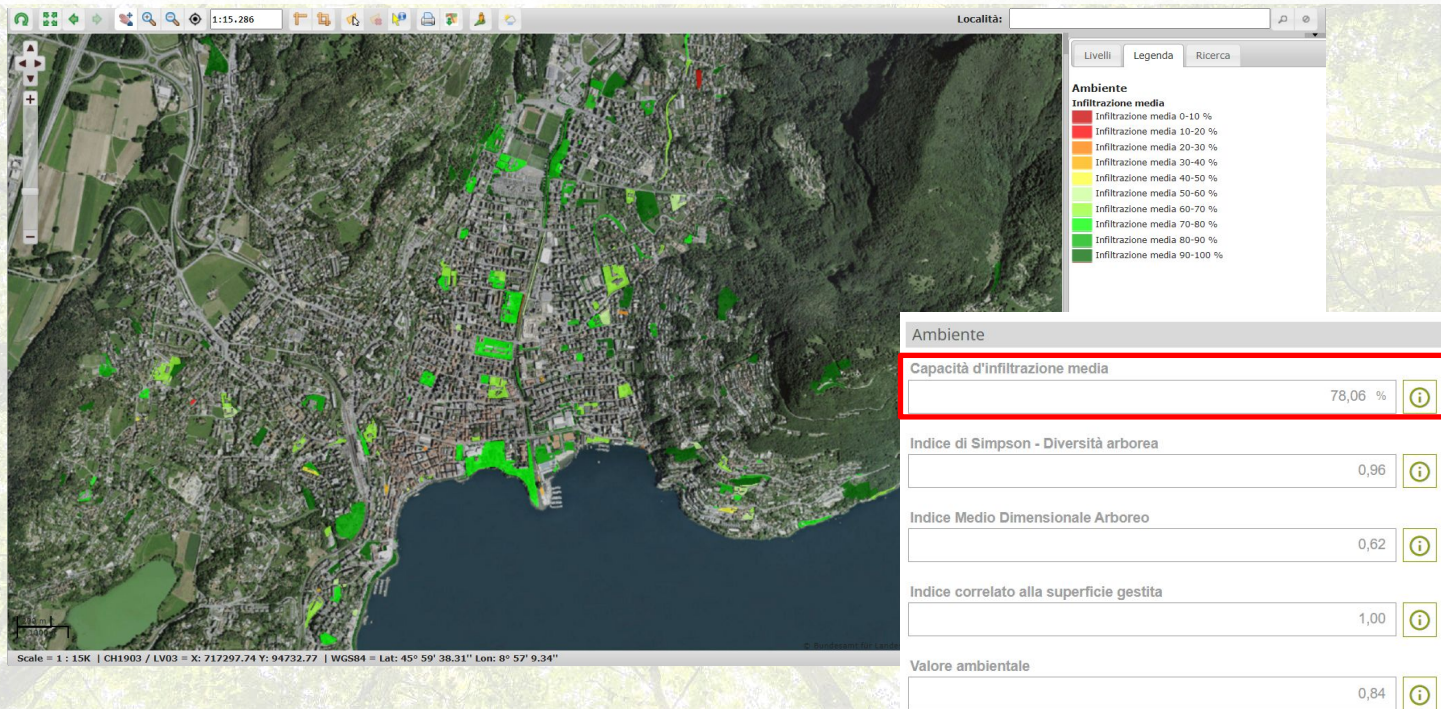 1:15.286
Località:
Livelli Legenda Ricerca
Ambiente
Infiltrazione media
Infiltrazione media 0-10 %
Infiltrazione media 10-20 %
Infiltrazione media 20-30 %
Infiltrazione media 30-40 %
Infiltrazione media 40-50 %
Infiltrazione media 50-60 %
Infiltrazione media 60-70 %
Infiltrazione media 70-80 %
Infiltrazione media 80-90 %
Infiltrazione media 90-100 %
Scale = 1 : 15K | CH1903 / LV03 = X: 717297.74 Y: 94732.77 | WGS84 = Lat: 45° 59' 38.31'' Lon: 8° 57' 9.34''
Ambiente
Capacità d'infiltrazione media
78,06 %
Indice di Simpson - Diversità arborea
0,96
Indice Medio Dimensionale Arboreo
0,62
Indice correlato alla superficie gestita
1,00
Valore ambientale
0,84